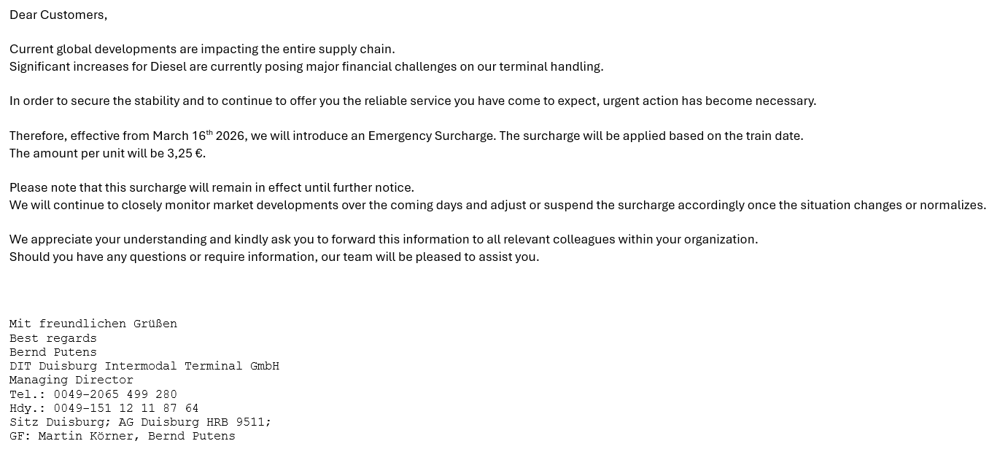 Dear Customers,
Current global developments are impacting the entire supply chain.
Significant increases for Diesel are currently posing major financial challenges on our terminal handling.
In order to secure the stability and to continue to offer you the reliable service you have come to expect, urgent action has become necessary.
Therefore, effective from March 16th 2026, we will introduce an Emergency Surcharge. The surcharge will be applied based on the train date.
The amount per unit will be 3,25 €.
Please note that this surcharge will remain in effect until further notice.
We will continue to closely monitor market developments over the coming days and adjust or suspend the surcharge accordingly once the situation changes or normalizes.
We appreciate your understanding and kindly ask you to forward this information to all relevant colleagues within your organization.
Should you have any questions or require information, our team will be pleased to assist you.
Mit freundlichen Grüßen
Best regards
Bernd Putens
DIT Duisburg Intermodal Terminal GmbH
Managing Director
Tel.: 0049-2065 499 280
Hdy.: 0049-151 12 11 87 64
Sitz Duisburg; AG Duisburg HRB 9511;
GF: Martin Körner, Bernd Putens